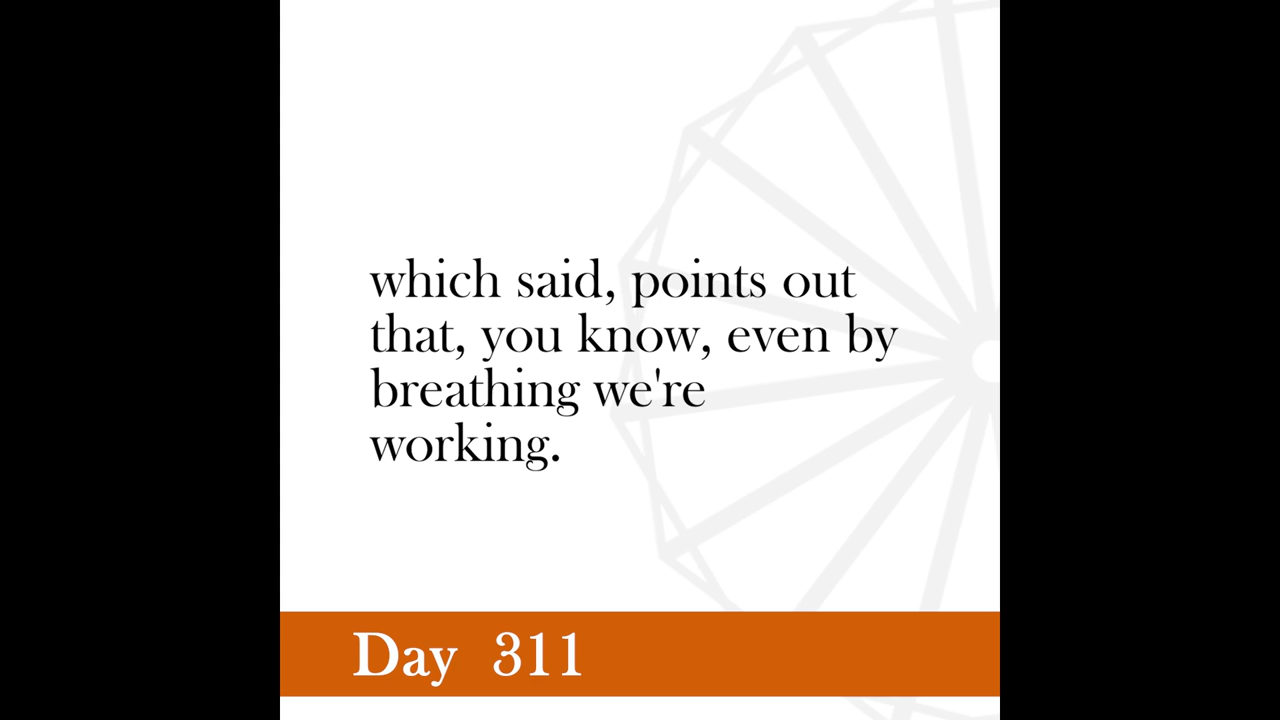 which said, points out
that, you know, even by
breathing we're
working.
Day 311